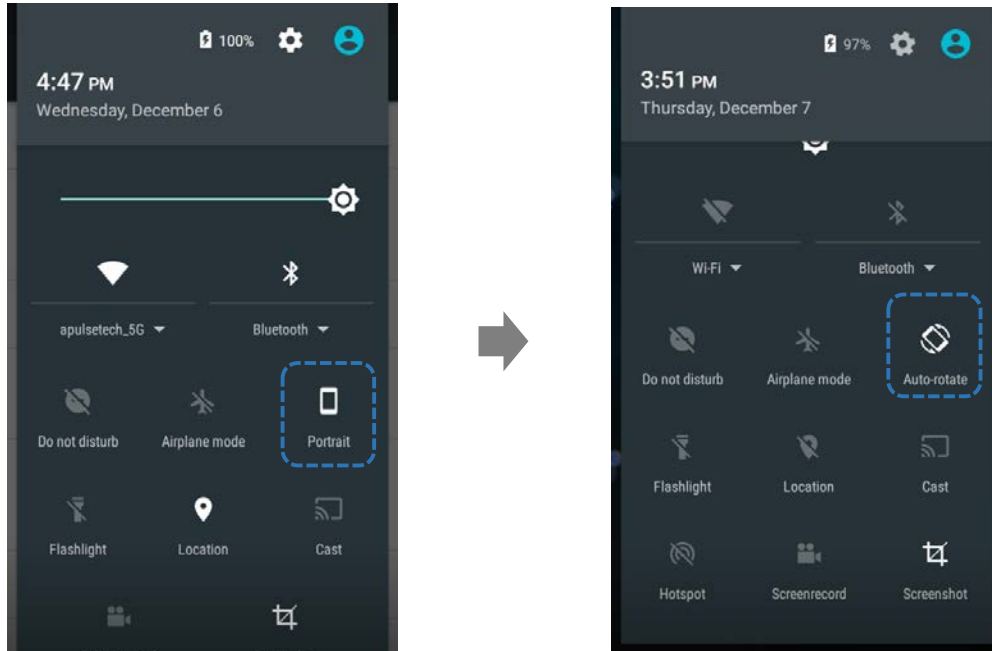 100%
4:47 PM
Wednesday, December 6
apulsetech_5G
Bluetooth
Do not disturb
Airplane mode
Portrait
Flashlight
Location
Cast
97%
3:51 PM
Thursday, December 7
Wi-Fi
Bluetooth
Do not disturb
Airplane mode
Auto-rotate
Flashlight
Location
Cast
Hotspot
Screenrecord
Screenshot